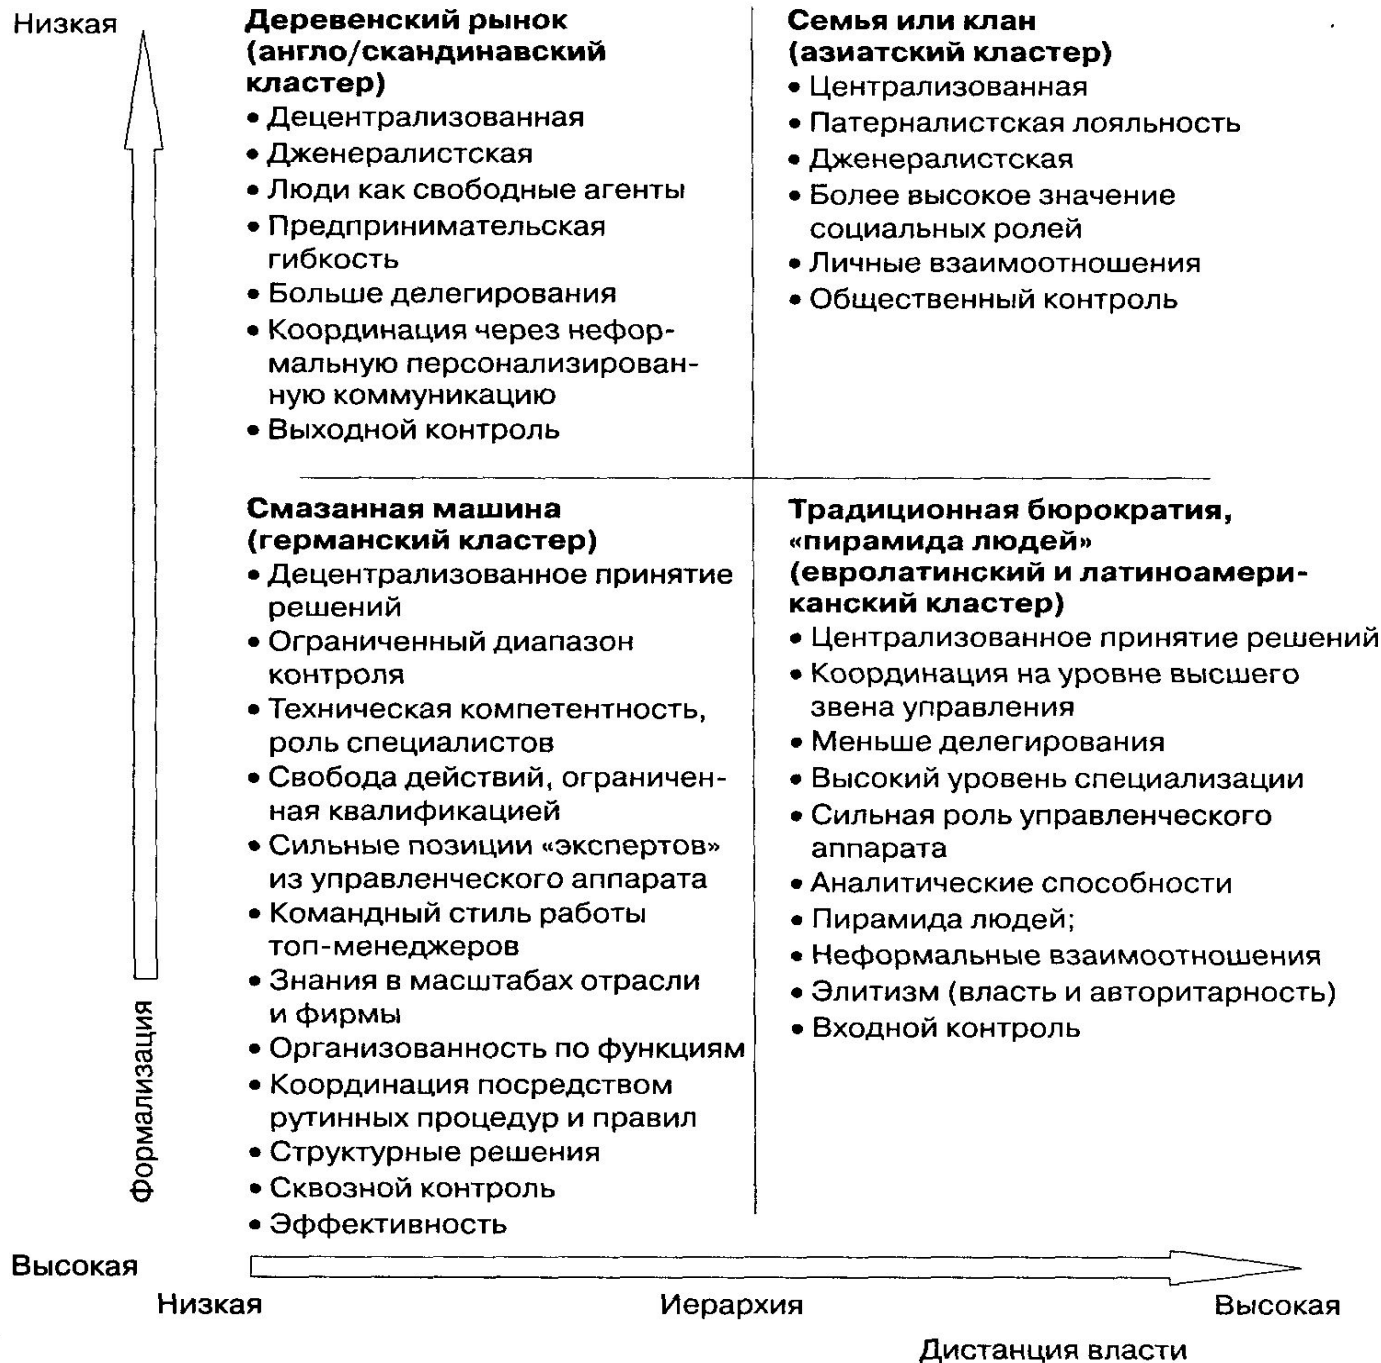 Низкая
Деревенский рынок
(англо/скандинавский
кластер)
• Децентрализованная
• Дженералистская
• Люди как свободные агенты
• Предпринимательская
гибкость
• Больше делегирования
• Координация через нефор-
мальную персонализирован-
ную коммуникацию
• Выходной контроль
Семья или клан
(азиатский кластер)
• Централизованная
• Патерналистская лояльность
• Дженералистская
• Более высокое значение
социальных ролей
• Личные взаимоотношения
• Общественный контроль
Смазанная машина
(германский кластер)
• Децентрализованное принятие
решений
• Ограниченный диапазон
контроля
• Техническая компетентность,
роль специалистов
• Свобода действий, ограничен-
ная квалификацией
• Сильные позиции «экспертов»
из управленческого аппарата
• Командный стиль работы
топ-менеджеров
• Знания в масштабах отрасли
и фирмы
• Организованность по функциям
• Координация посредством
рутинных процедур и правил
• Структурные решения
• Сквозной контроль
• Эффективность
Традиционная бюрократия,
«пирамида людей»
(евролатинский и латиноамери-
канский кластер)
• Централизованное принятие решений
• Координация на уровне высшего
звена управления
• Меньше делегирования
• Высокий уровень специализации
• Сильная роль управленческого
аппарата
• Аналитические способности
• Пирамида людей;
• Неформальные взаимоотношения
• Элитизм (власть и авторитарность)
• Входной контроль
Формализация
Высокая
Низкая
Иерархия
Высокая
Дистанция власти